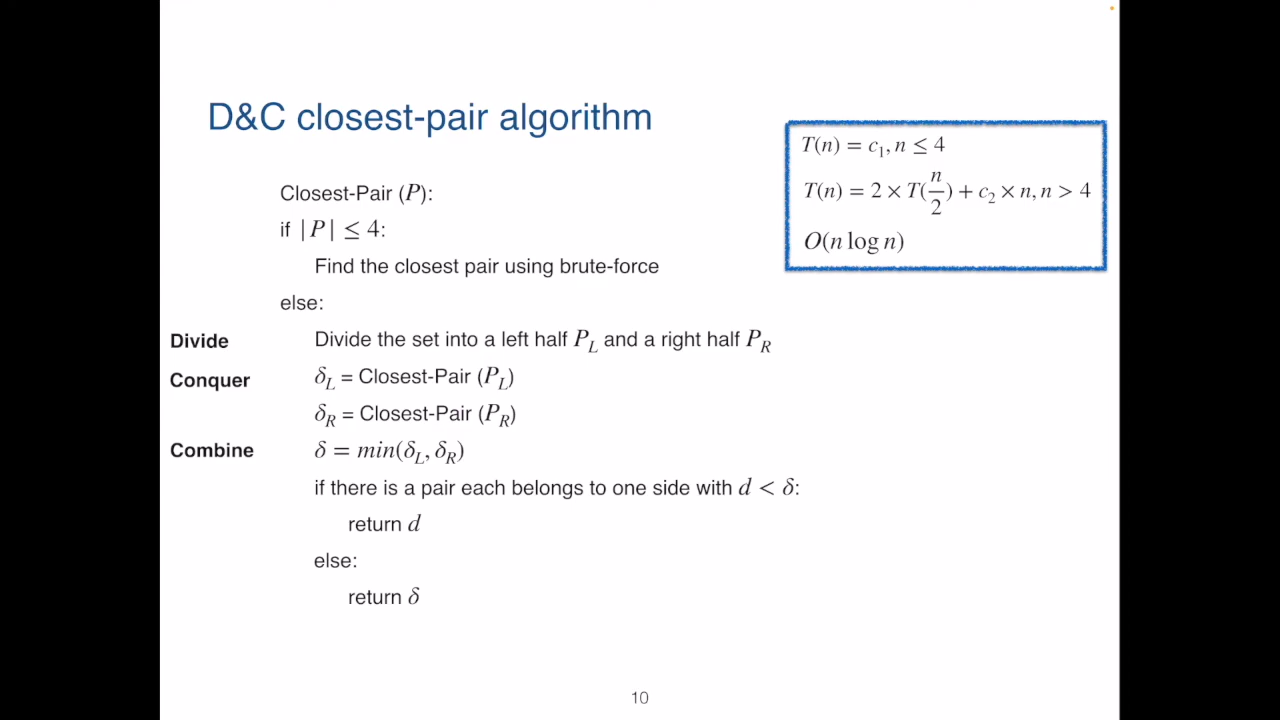 D&C closest-pair algorithm
T(n) = c₁, n ≤ 4
T(n) = 2 × T(n/2) + c₂ × n, n > 4
O(n log n)
Closest-Pair (P):
if |P| ≤ 4:
Find the closest pair using brute-force
else:
Divide Divide the set into a left half P_L and a right half P_R
Conquer δ_L = Closest-Pair (P_L)
δ_R = Closest-Pair (P_R)
Combine δ = min(δ_L, δ_R)
if there is a pair each belongs to one side with d < δ:
return d
else:
return δ
10